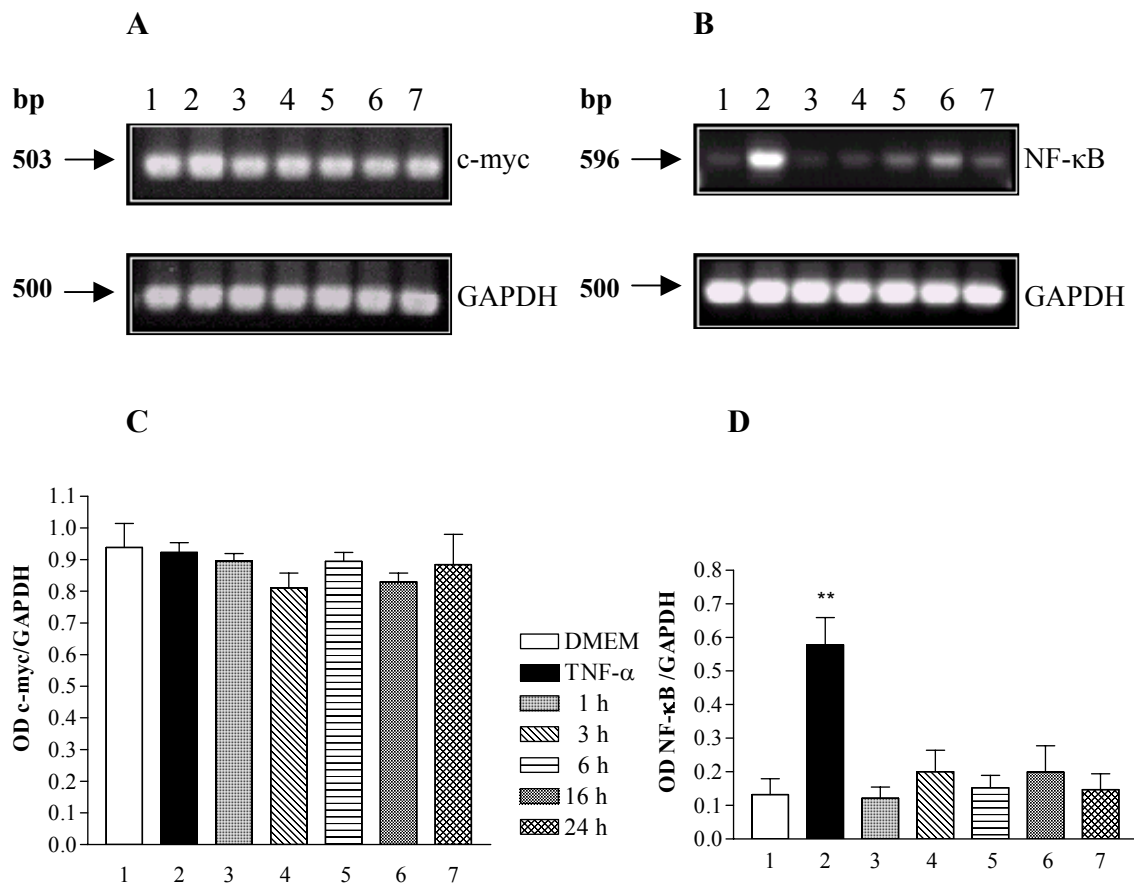 A
bp 1 2 3 4 5 6 7
503 c-myc
500 GAPDH
B
bp 1 2 3 4 5 6 7
596 NF-κB
500 GAPDH
C
OD c-myc/GAPDH
1.1
1.0
0.9
0.8
0.7
0.6
0.5
0.4
0.3
0.2
0.1
0.0
1 2 3 4 5 6 7
DMEM
TNF-α
1 h
3 h
6 h
16 h
24 h
D
OD NF-κB /GAPDH
0.8
0.7
0.6
0.5
0.4
0.3
0.2
0.1
0.0
**
1 2 3 4 5 6 7